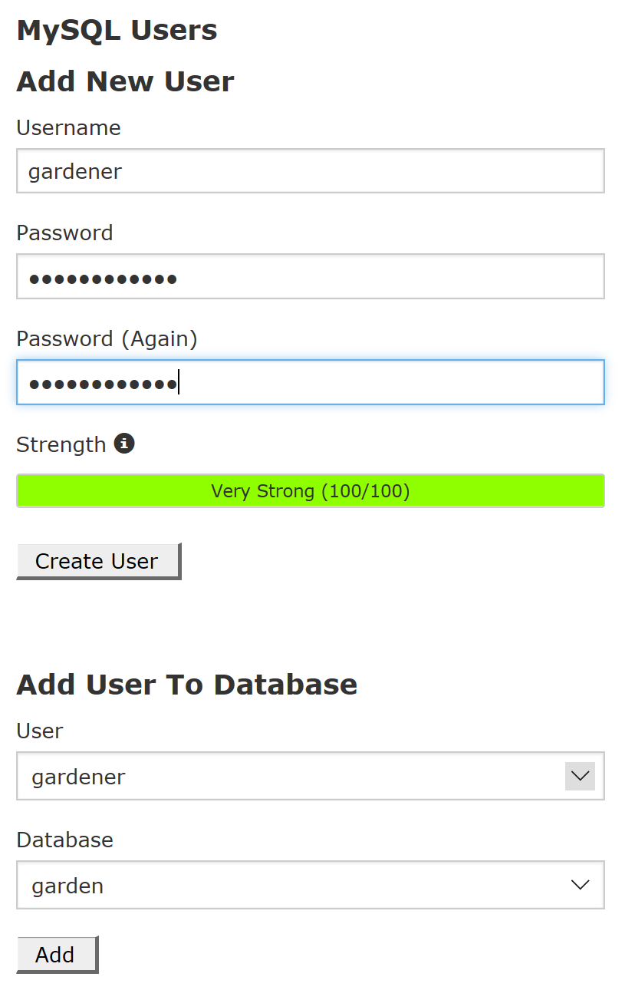 MySQL Users
Add New User
Username
gardener
Password
••••••••••••
Password (Again)
••••••••••••
Strength
Very Strong (100/100)
Create User
Add User To Database
User
gardener
Database
garden
Add